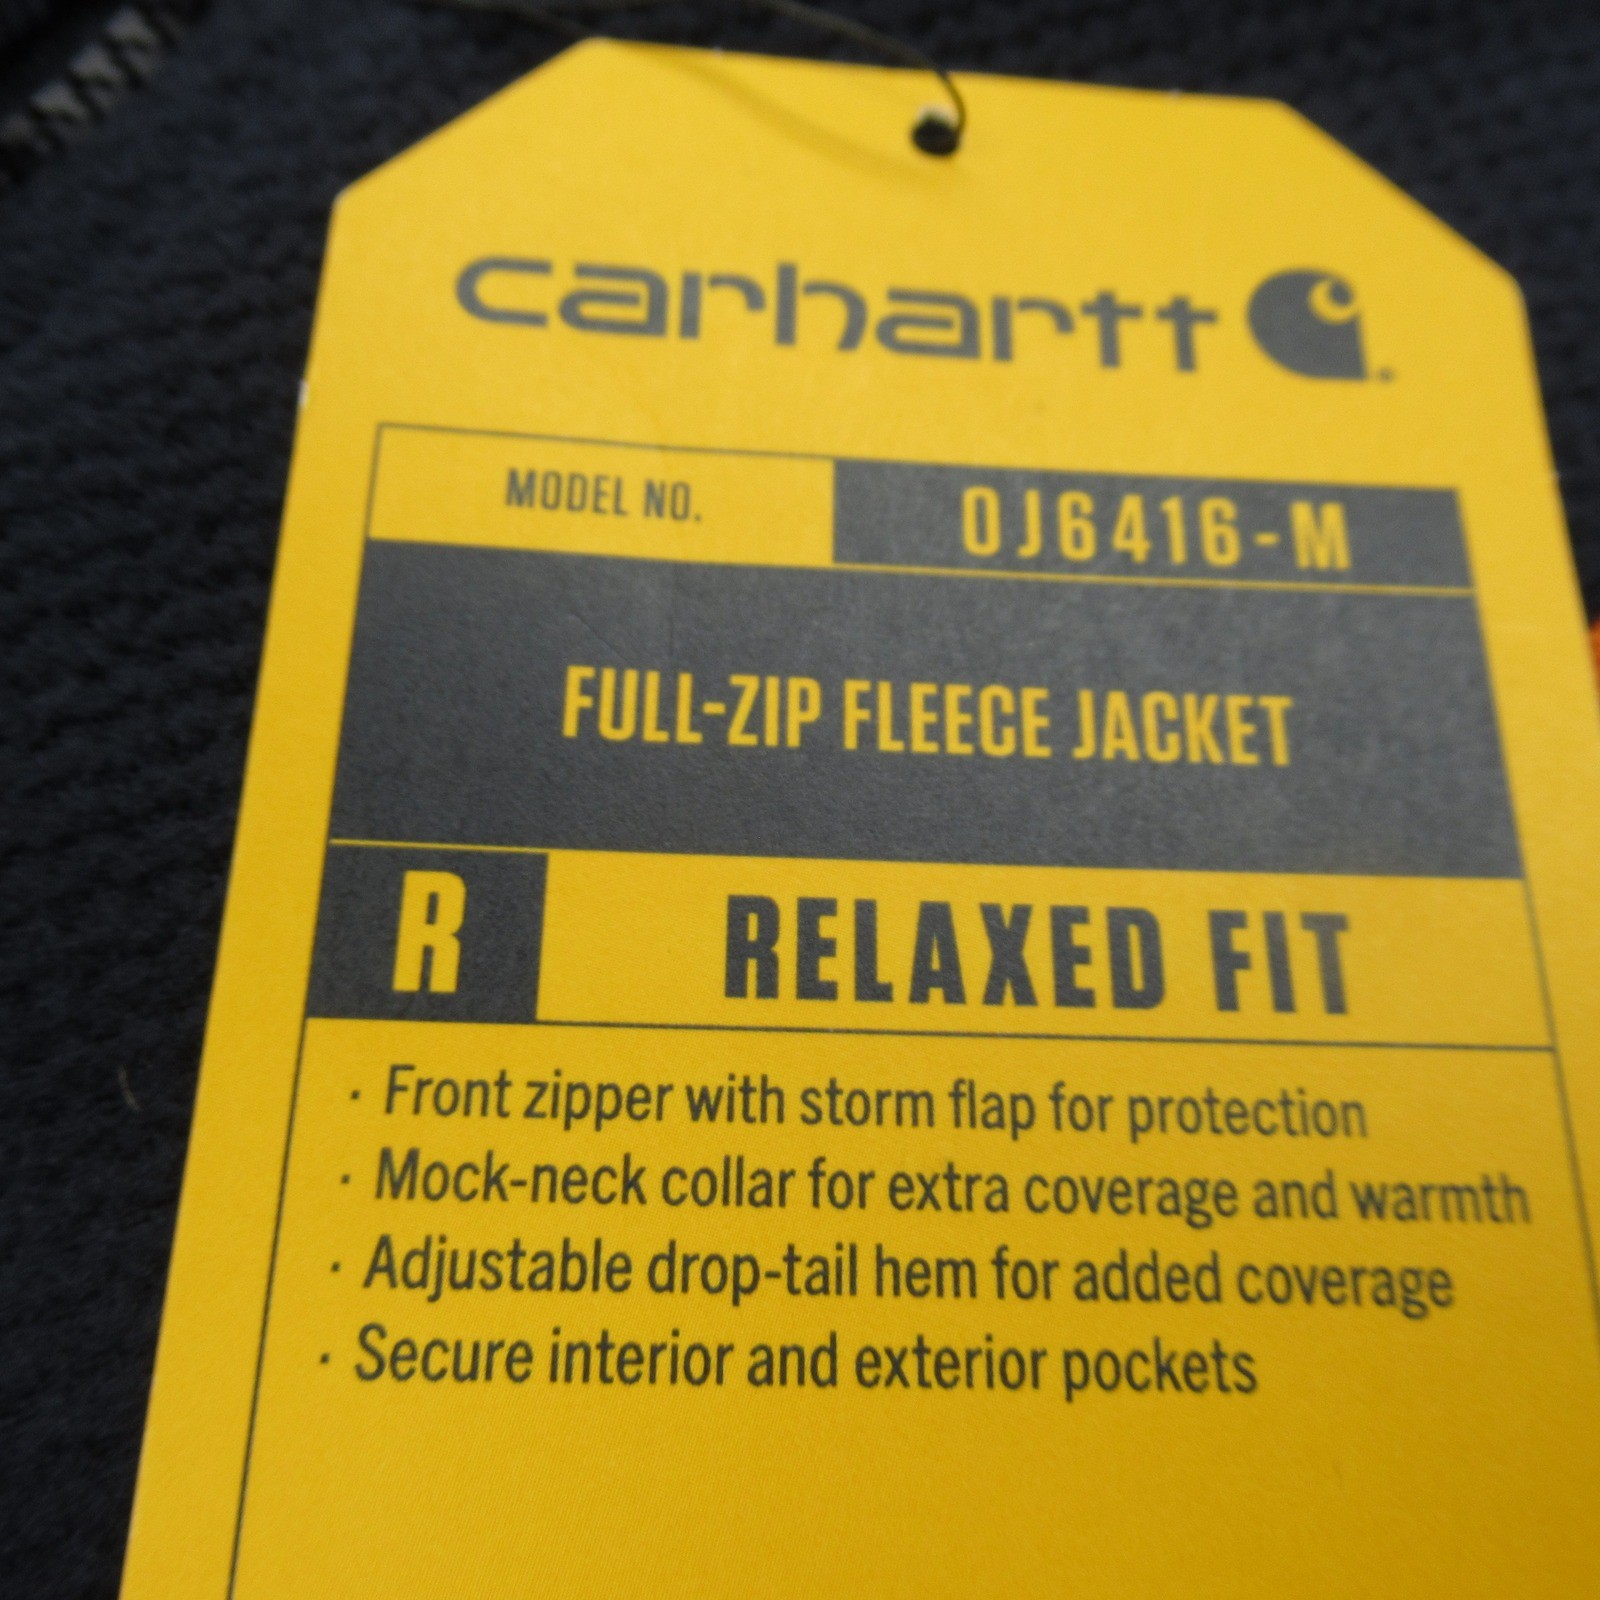 carhartt
MODEL NO. OJ6416-M
FULL-ZIP FLEECE JACKET
R RELAXED FIT
· Front zipper with storm flap for protection
· Mock-neck collar for extra coverage and warmth
· Adjustable drop-tail hem for added coverage
· Secure interior and exterior pockets